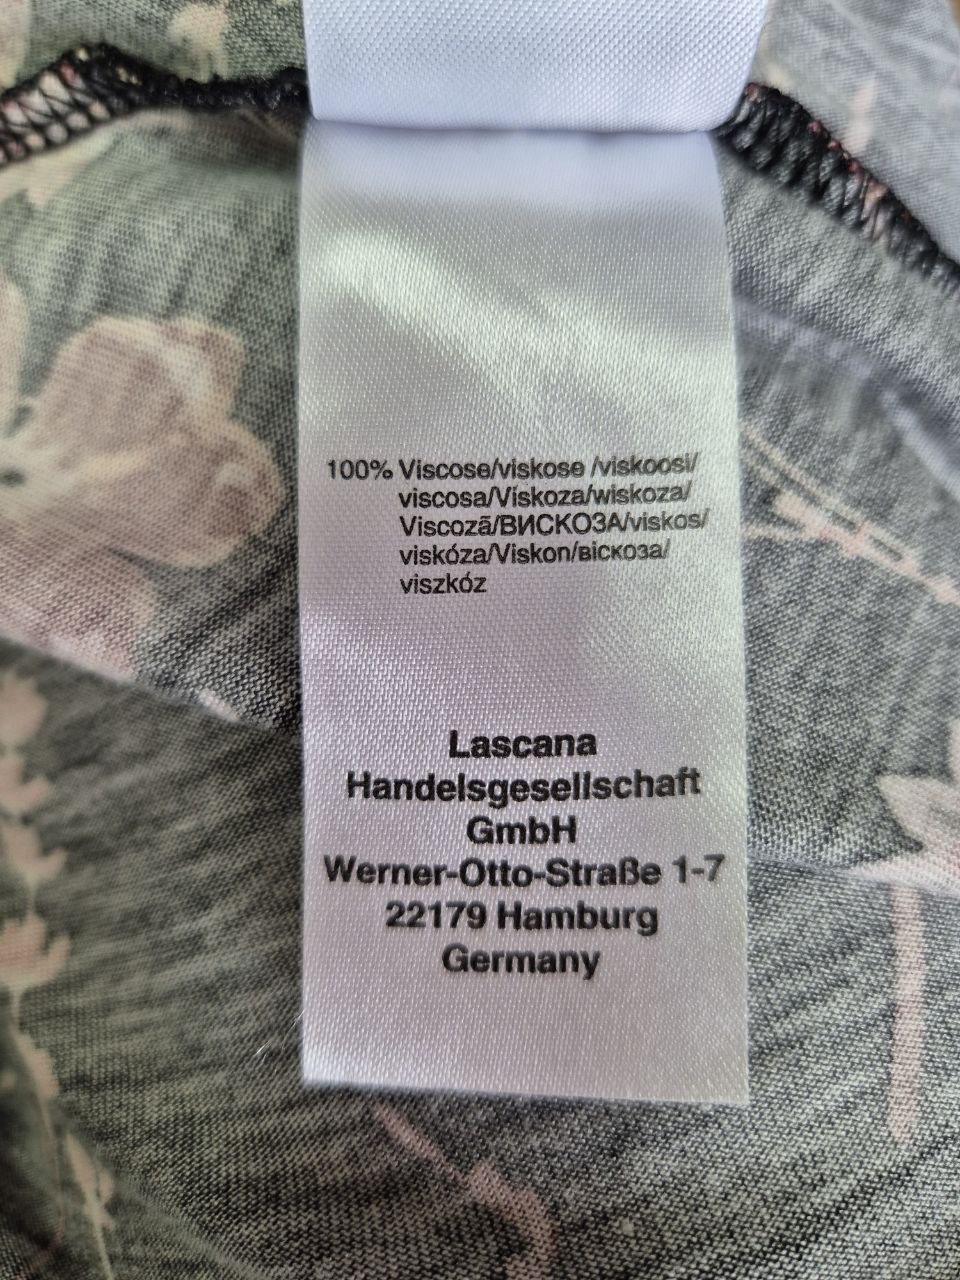 100% Viscose/viskose /viskoosi/
viscosa/Viskoza/wiskoza/
Viscoză/ВИСКОЗА/viskos/
viskóza/Viskon/віскоза/
viszkóz
Lascana
Handelsgesellschaft
GmbH
Werner-Otto-Straße 1-7
22179 Hamburg
Germany